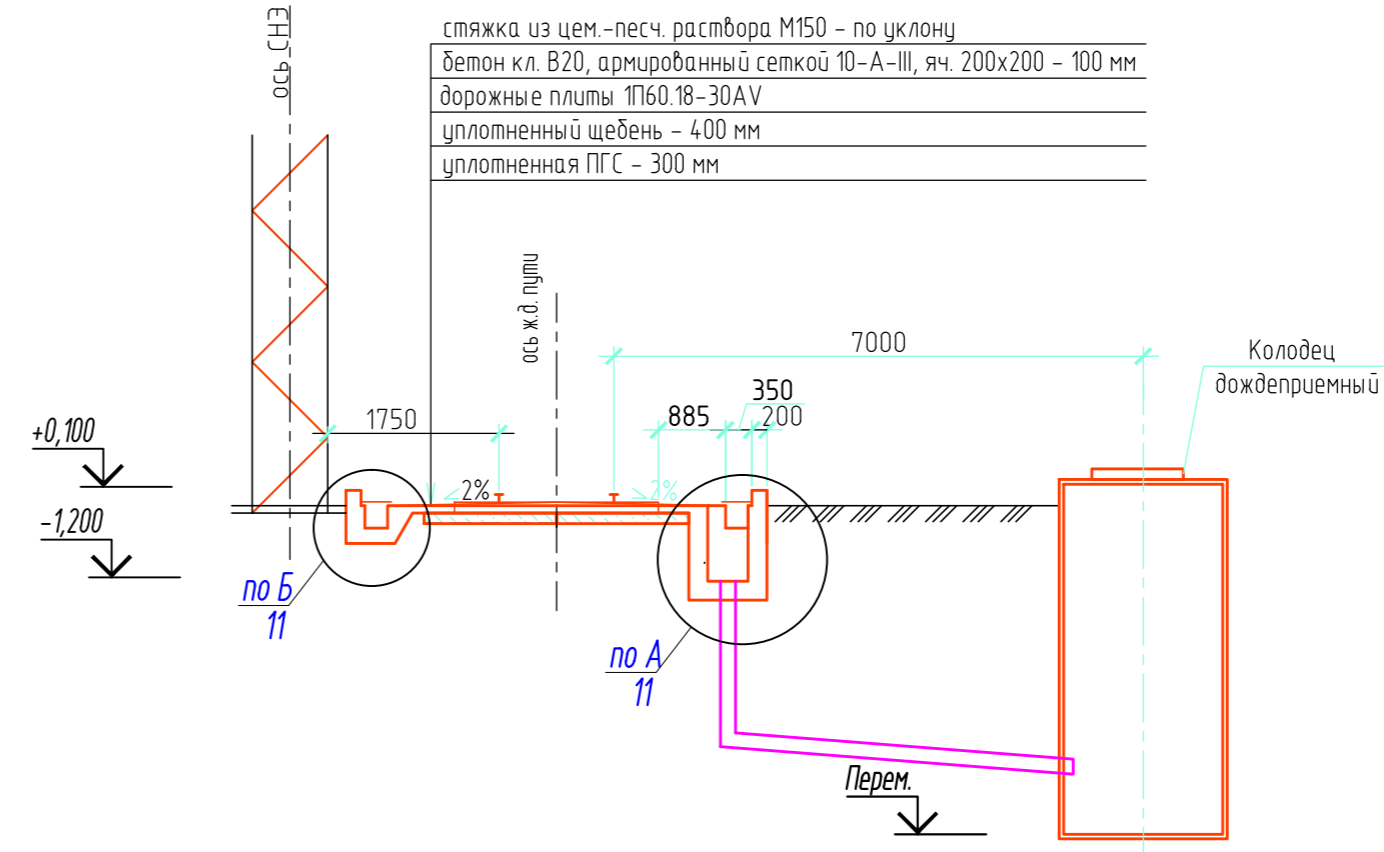 ось СНЭ
стяжка из цем.-песч. раствора М150 - по уклону
бетон кл. В20, армированный сеткой 10-А-III, яч. 200х200 - 100 мм
дорожные плиты 1П60.18-30АV
уплотненный щебень - 400 мм
уплотненная ПГС - 300 мм
ось ж.д. пути
7000
Колодец
дождеприемный
350
1750
885
200
+0,100
2%
2%
-1,200
по Б
11
по А
11
Перем.